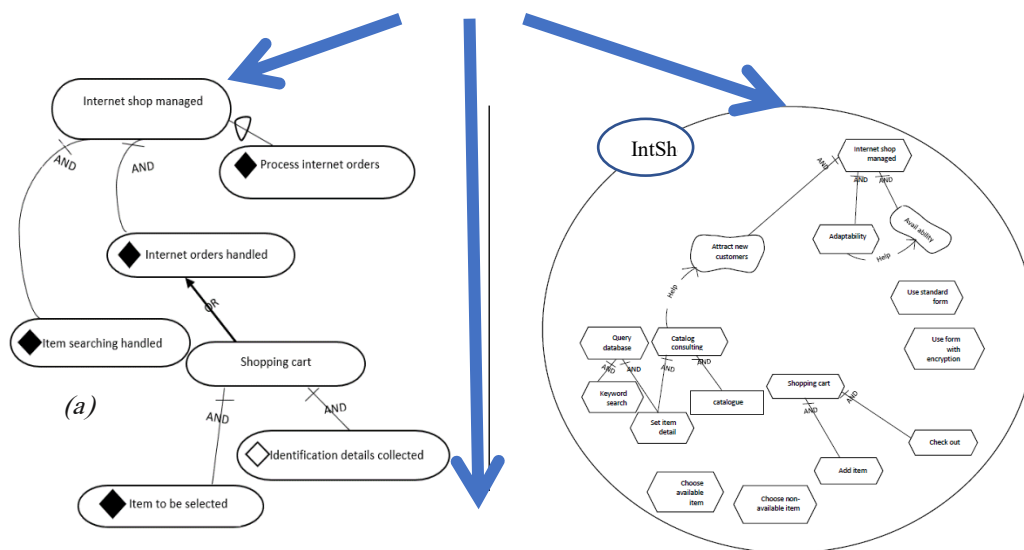 Internet shop managed
AND
AND
Process internet orders
Internet orders handled
OR
Item searching handled
Shopping cart
(a)
AND
AND
Identification details collected
Item to be selected
IntSh
Internet shop
managed
AND
AND
AND
Attract new
customers
Adaptability
Availability
Help
Help
Use standard
form
Use form
with
encryption
Query
database
Catalog
consulting
AND
AND
AND
AND
Keyword
search
catalogue
Set item
detail
Shopping cart
AND
AND
Check out
Add item
Choose
available
item
Choose non-
available item